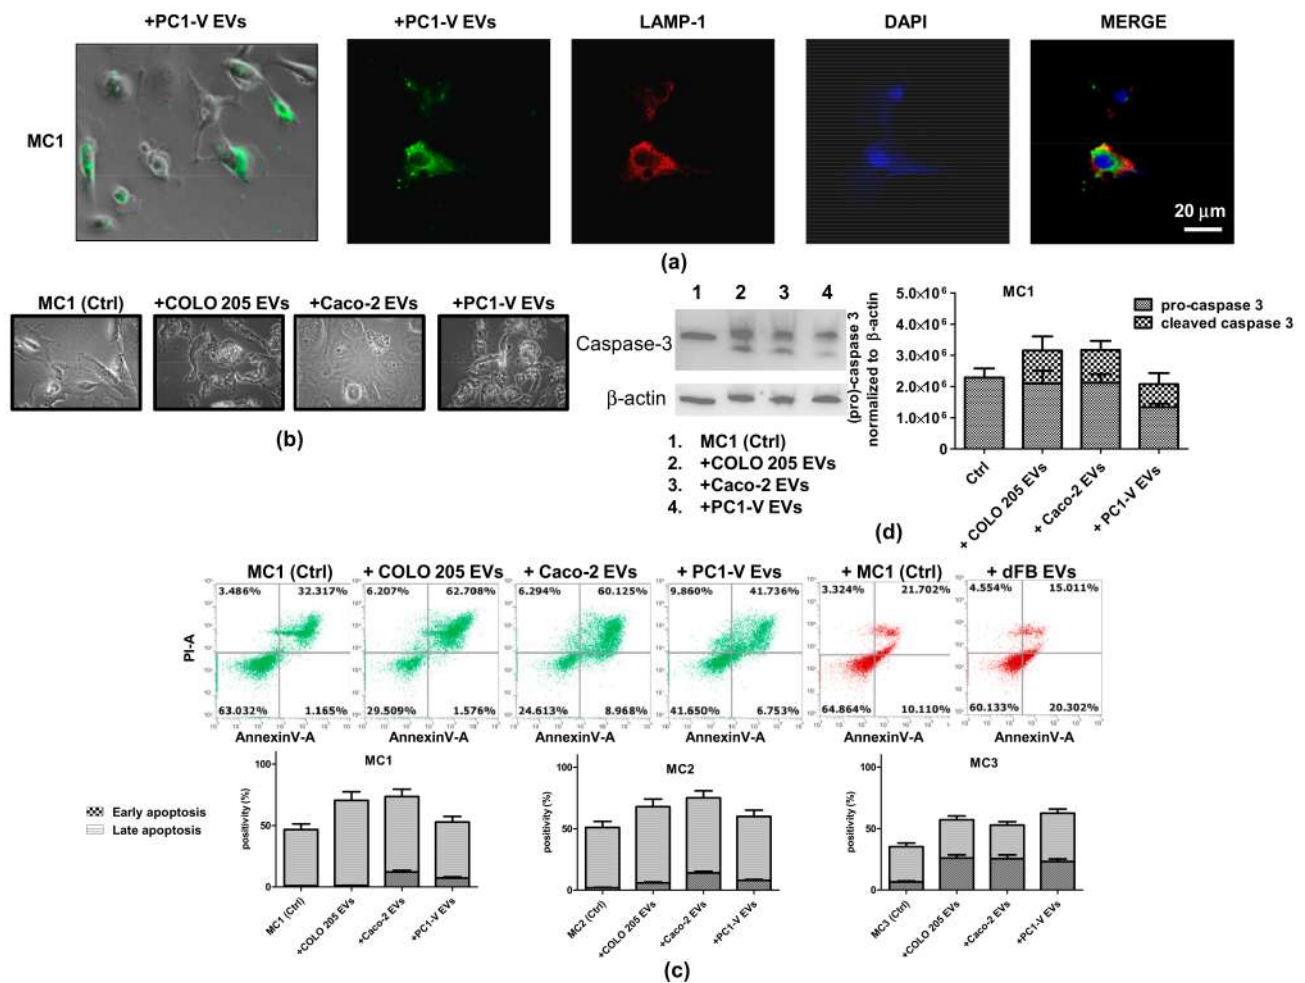 +PC1-V EVs
+PC1-V EVs
LAMP-1
DAPI
MERGE
MC1
20 μm
(a)
MC1 (Ctrl)
+COLO 205 EVs
+Caco-2 EVs
+PC1-V EVs
(b)
1 2 3 4
Caspase-3
β-actin
1. MC1 (Ctrl)
2. +COLO 205 EVs
3. +Caco-2 EVs
4. +PC1-V EVs
(pro)-caspase 3
normalized to β-actin
MC1
5.0×10⁶
4.0×10⁶
3.0×10⁶
2.0×10⁶
1.0×10⁶
0
pro-caspase 3
cleaved caspase 3
Ctrl
+ COLO 205 EVs
+ Caco-2 EVs
+ PC1-V EVs
(d)
MC1 (Ctrl)
+ COLO 205 EVs
+ Caco-2 EVs
+ PC1-V Evs
+ MC1 (Ctrl)
+ dFB EVs
PI-A
3.486% 32.317%
63.032% 1.165%
6.207% 62.708%
29.509% 1.576%
6.294% 60.125%
24.613% 8.968%
9.860% 41.736%
41.650% 6.753%
3.324% 21.702%
64.864% 10.110%
4.554% 15.011%
60.133% 20.302%
AnnexinV-A
AnnexinV-A
AnnexinV-A
AnnexinV-A
AnnexinV-A
AnnexinV-A
Early apoptosis
Late apoptosis
MC1
positivity (%)
100
50
0
MC1 (Ctrl)
+COLO 205 EVs
+Caco-2 EVs
+PC1-V EVs
MC2
positivity (%)
100
50
0
MC2 (Ctrl)
+COLO 205 EVs
+Caco-2 EVs
+PC1-V EVs
MC3
positivity (%)
100
50
0
MC3 (Ctrl)
+COLO 205 EVs
+Caco-2 EVs
+PC1-V EVs
(c)